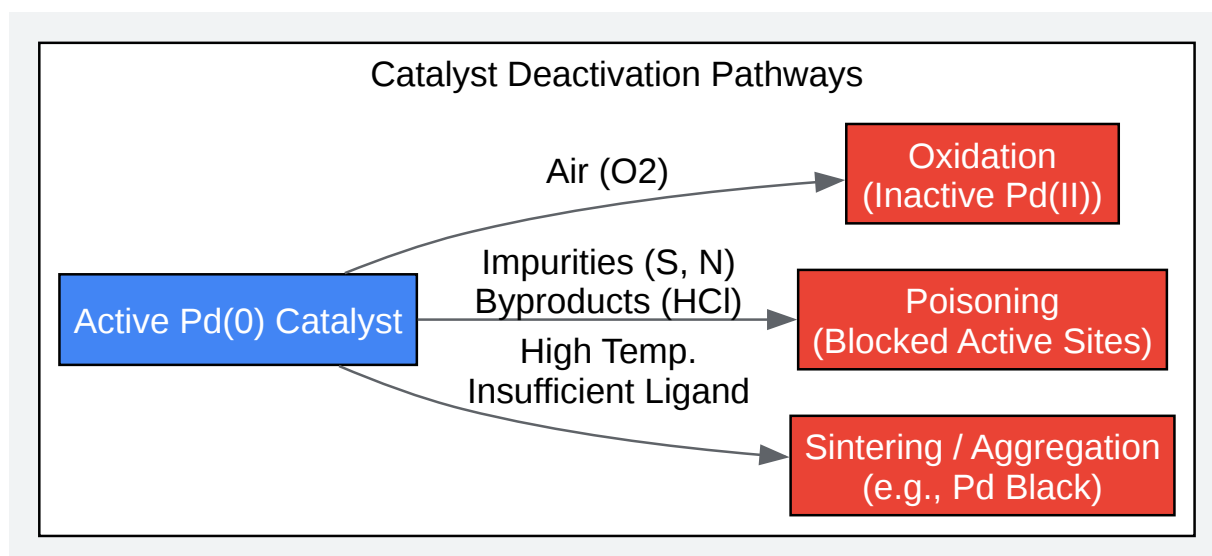 Catalyst Deactivation Pathways
Air (O2)
Oxidation
(Inactive Pd(II))
Active Pd(0) Catalyst
Impurities (S, N)
Byproducts (HCl)
Poisoning
(Blocked Active Sites)
High Temp.
Insufficient Ligand
Sintering / Aggregation
(e.g., Pd Black)